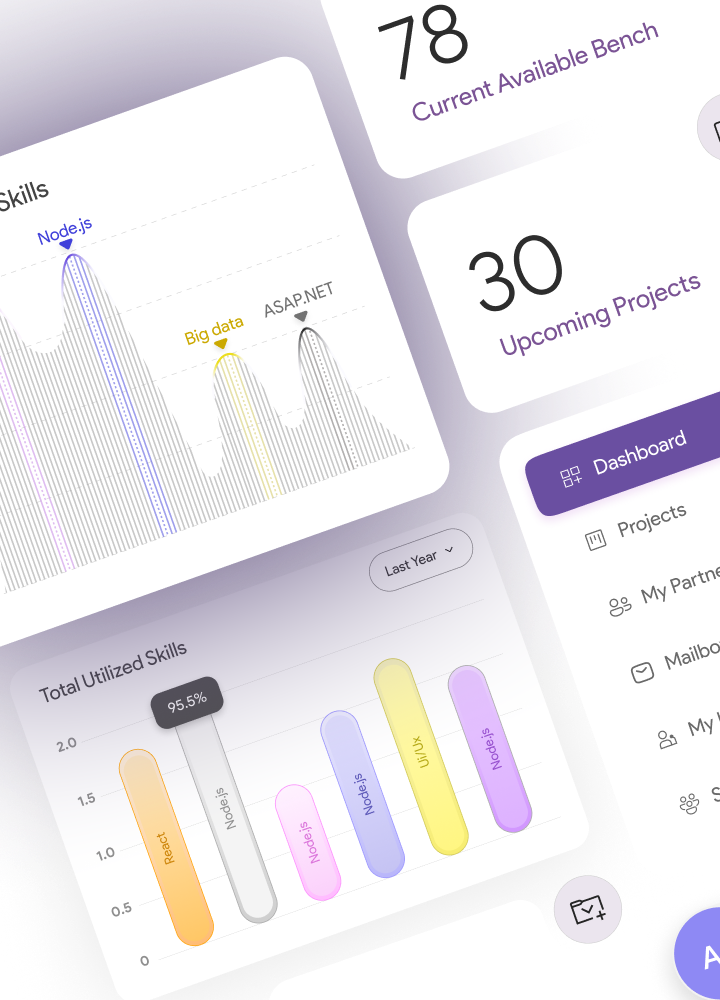 78
Current Available Bench
30
Upcoming Projects
Skills
Node.js
Big data
ASAP.NET
Dashboard
Projects
My Partne
Mailbo
My
S
Last Year
Total Utilized Skills
95.5%
2.0
1.5
1.0
0.5
0
React
Node.js
Node.js
Node.js
Ui/Ux
Node.js
A